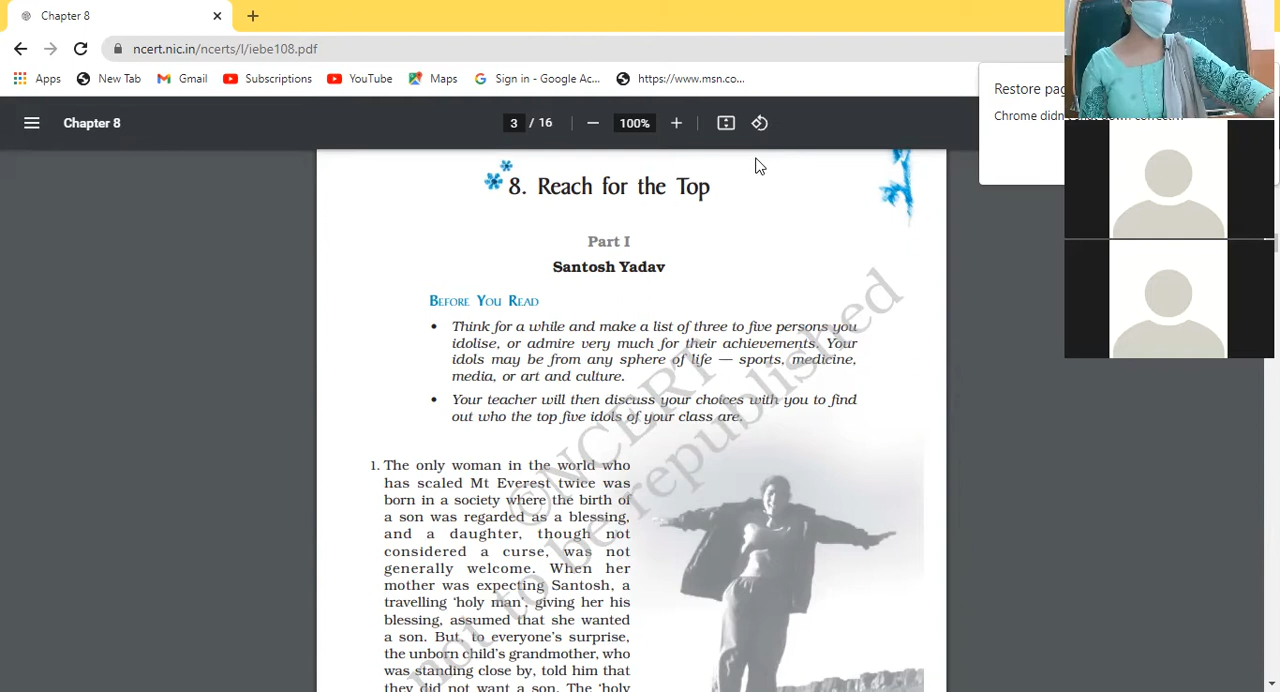 Chapter 8
ncert.nic.in/ncerts/l/iebe108.pdf
Apps New Tab Gmail Subscriptions YouTube Maps Sign in - Google Ac... https://www.msn.co...
Restore pag
Chrome didn
Chapter 8 3 / 16 100%
8. Reach for the Top
Part I
Santosh Yadav
BEFORE YOU READ
• Think for a while and make a list of three to five persons you
idolise, or admire very much for their achievements. Your
idols may be from any sphere of life — sports, medicine,
media, or art and culture.
• Your teacher will then discuss your choices with you to find
out who the top five idols of your class are.
1. The only woman in the world who
has scaled Mt Everest twice was
born in a society where the birth of
a son was regarded as a blessing,
and a daughter, though not
considered a curse, was not
generally welcome. When her
mother was expecting Santosh, a
travelling ‘holy man’, giving her his
blessing, assumed that she wanted
a son. But, to everyone’s surprise,
the unborn child’s grandmother, who
was standing close by, told him that
they did not want a son. The ‘holy
©NCERT
not to be republished